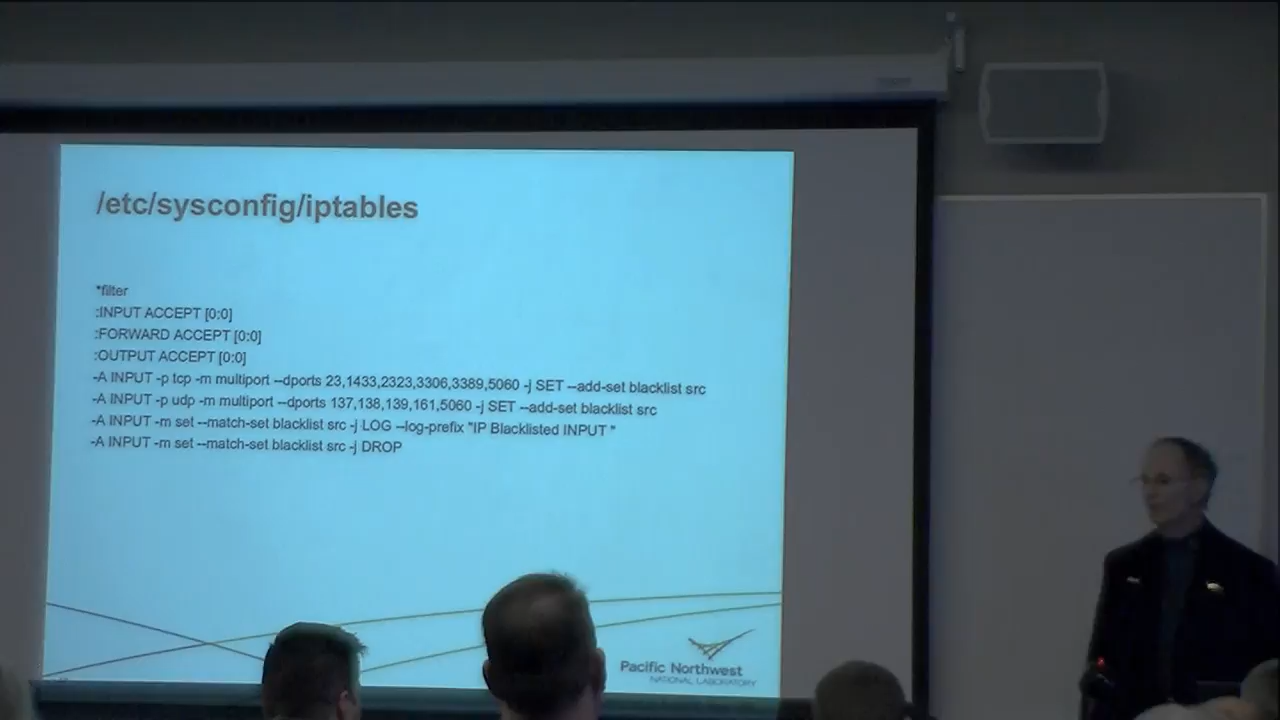 /etc/sysconfig/iptables
*filter
:INPUT ACCEPT [0:0]
:FORWARD ACCEPT [0:0]
:OUTPUT ACCEPT [0:0]
-A INPUT -p tcp -m multiport --dports 23,1433,2323,3306,3389,5060 -j SET --add-set blacklist src
-A INPUT -p udp -m multiport --dports 137,138,139,161,5060 -j SET --add-set blacklist src
-A INPUT -m set --match-set blacklist src -j LOG --log-prefix "IP Blacklisted INPUT "
-A INPUT -m set --match-set blacklist src -j DROP
Pacific Northwest
NATIONAL LABORATORY